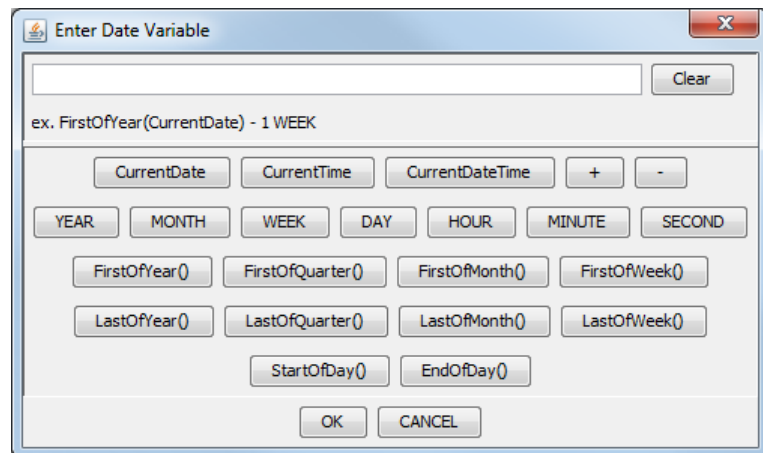 Enter Date Variable
Clear
ex. FirstOfYear(CurrentDate) - 1 WEEK
CurrentDate CurrentTime CurrentDateTime + -
YEAR MONTH WEEK DAY HOUR MINUTE SECOND
FirstOfYear() FirstOfQuarter() FirstOfMonth() FirstOfWeek()
LastOfYear() LastOfQuarter() LastOfMonth() LastOfWeek()
StartOfDay() EndOfDay()
OK CANCEL